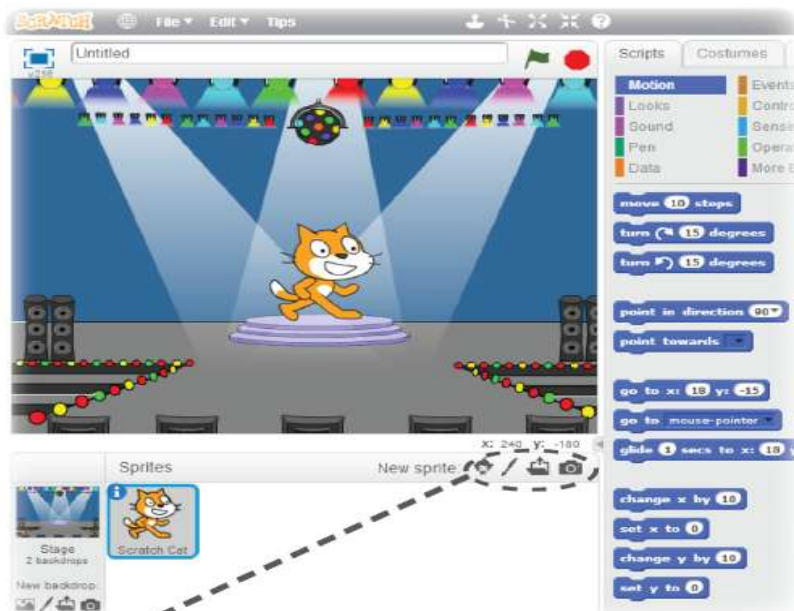 SCRATCH File Edit Tips
Untitled
Scripts Costumes
Motion Events
Looks
Sound
Pen
Data More
move 10 steps
turn 15 degrees
turn 15 degrees
point in direction 90
point towards
go to x: 18 y: -15
go to mouse-pointer
glide 1 secs to x: 18
x: 240 y: -180
Sprites New sprite:
change x by 10
set x to 0
change y by 10
set y to 0
Scratch Cat
Stage
2 backdrops
New backdrop: